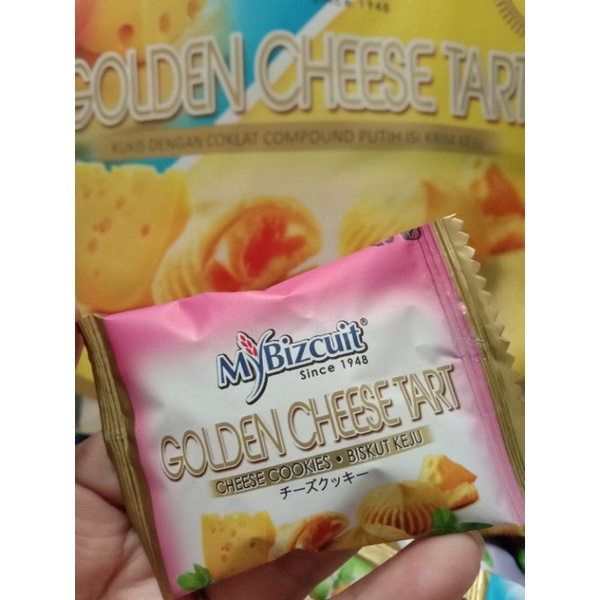 SINCE 1948
GOLDEN CHEESE TART
KUKIS DENGAN COKLAT COMPOUND PUTIH ISI KRIM KEJU
MyBizcuit®
Since 1948
GOLDEN CHEESE TART
CHEESE COOKIES • BISKUT KEJU
チーズクッキー